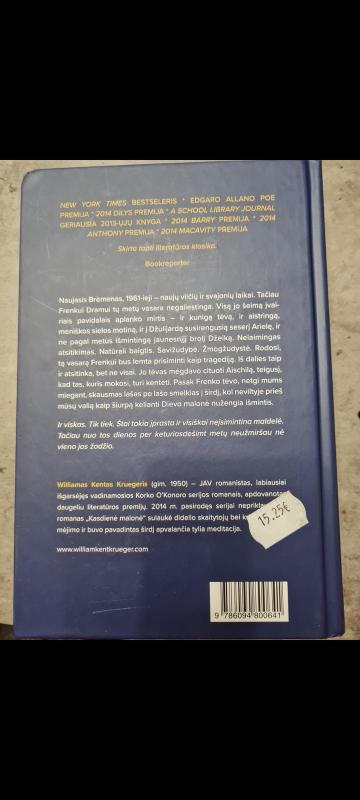 NEW YORK TIMES BESTSELERIS * EDGARO ALLANO POE
PREMIJA * 2014 DILYS PREMIJA * A SCHOOL LIBRARY JOURNAL
GERIAUSIA 2013-ŲJŲ KNYGA * 2014 BARRY PREMIJA * 2014
ANTHONY PREMIJA * 2014 MACAVITY PREMIJA
Skirta tapti literatūros klasika.
Bookreporter
Naujasis Bremenas, 1961-ieji – naujų vilčių ir svajonių laikai. Tačiau
Frenkui Dramui tų metų vasara negailestinga. Visą jo šeimą įvai-
riais pavidalais aplanko mirtis – ir kunigą tėvą, ir aistringą,
meniškos sielos motiną, ir į Džuljardą susirengusią seserį Arielę, ir
ne pagal metus išmintingą jaunesnįjį brolį Džeiką. Nelaimingas
atsitikimas. Natūrali baigtis. Savižudybė. Žmogžudystė. Rodosi,
tą vasarą Frenkui bus lemta prisiminti kaip tragediją. Iš dalies taip
ir atsitinka, bet ne visai. Jo tėvas mėgdavo cituoti Aischilą, teigusį,
kad tas, kuris mokosi, turi kentėti. Pasak Frenko tėvo, netgi mums
miegant, skausmas lašas po lašo smelkias į širdį, kol neviltyje prieš
mūsų valią kaip šiurpą kelianti Dievo malonė nužengia išmintis.
Ir viskas. Tik tiek. Štai tokia įprasta ir visiškai neįsimintina maldelė.
Tačiau nuo tos dienos per keturiasdešimt metų neužmiršau nė
vieno jos žodžio.
Williamas Kentas Kruegeris (gim. 1950) – JAV romanistas, labiausiai
išgarsėjęs vadinamosios Korko O'Konoro serijos romanais, apdovanotas
daugeliu literatūros premijų. 2014 m. pasirodęs serijai
romanas „Kasdienė malonė" sulaukė didelio skaitytojų bei
mėjimo ir buvo pavadintas širdį apvalančia tylia meditacija.
15.25€
www.williamkentkrueger.com
9 786094 800641